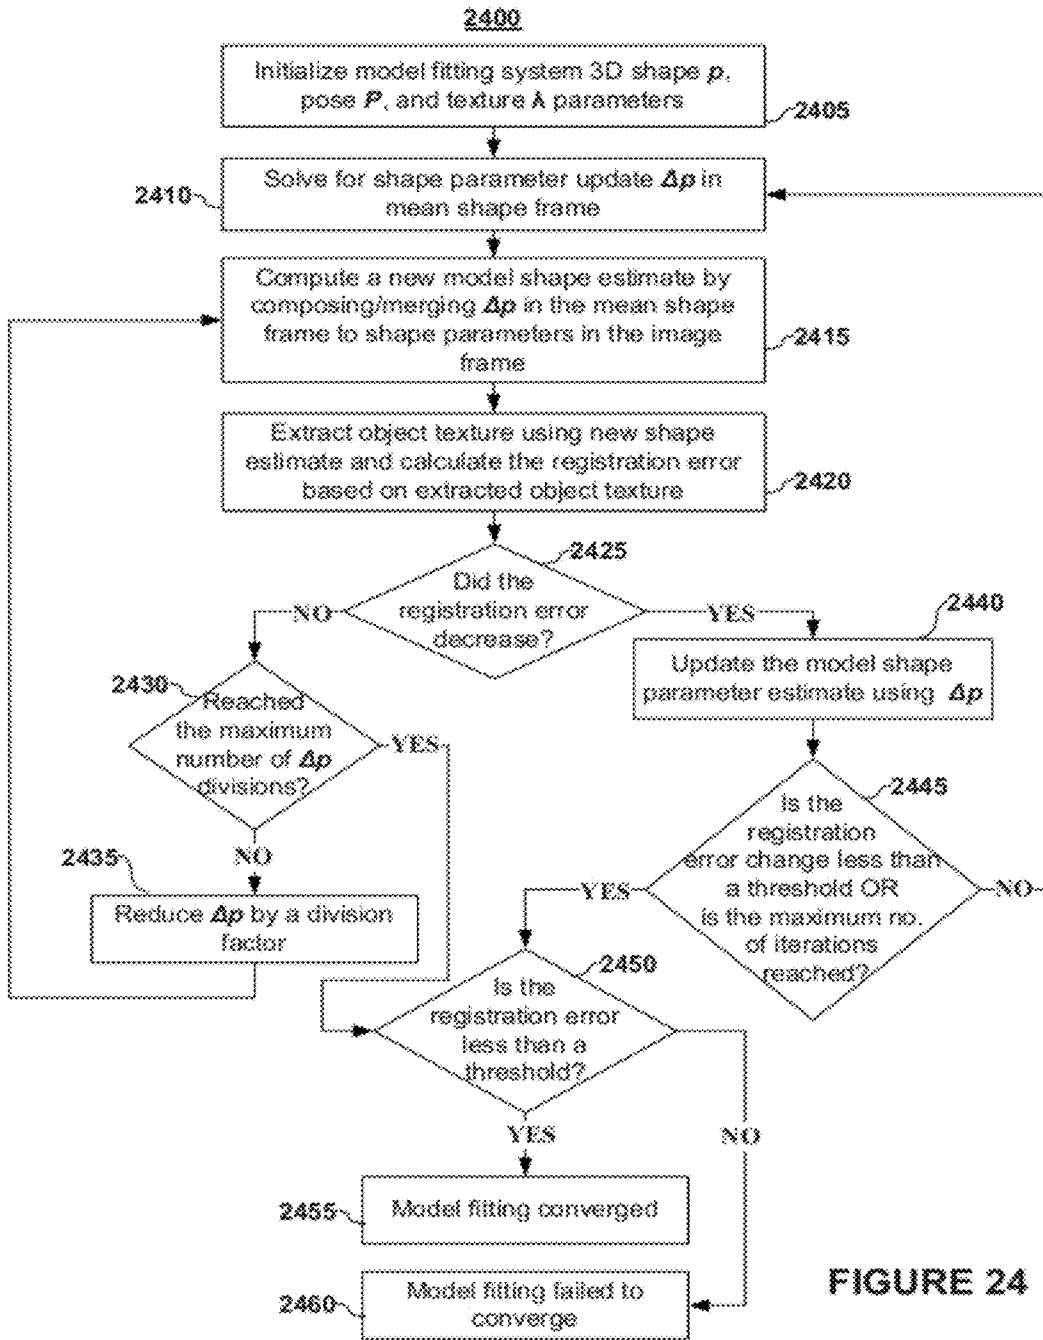 2400
Initialize model fitting system 3D shape p,
pose P, and texture λ parameters
2405
2410
Solve for shape parameter update Δp in
mean shape frame
Compute a new model shape estimate by
composing/merging Δp in the mean shape
frame to shape parameters in the image
frame
2415
Extract object texture using new shape
estimate and calculate the registration error
based on extracted object texture
2420
2425
Did the
registration error
decrease?
NO
YES
2440
Update the model shape
parameter estimate using Δp
2430
Reached
the maximum
number of Δp
divisions?
YES
NO
2435
Reduce Δp by a division
factor
2445
Is the
registration
error change less than
a threshold OR
is the maximum no.
of iterations
reached?
YES
NO
2450
Is the
registration error
less than a
threshold?
YES
NO
2455
Model fitting converged
2460
Model fitting failed to
converge
FIGURE 24